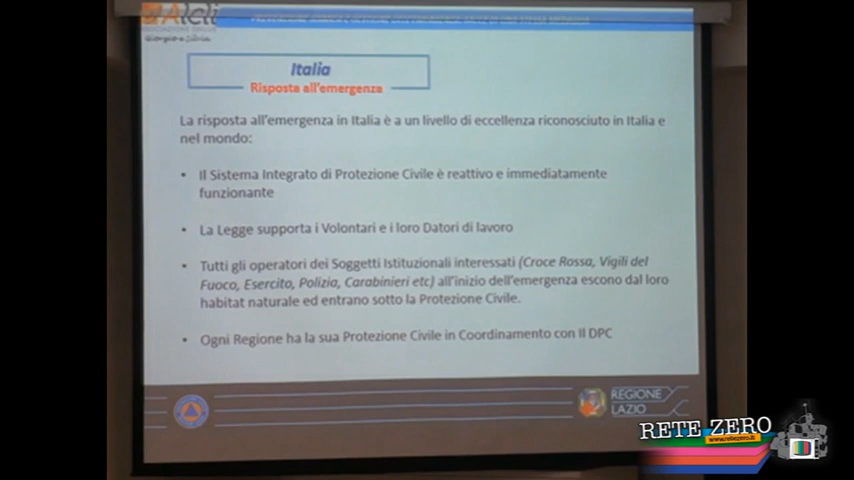 Italia
Risposta all'emergenza
La risposta all'emergenza in Italia è a un livello di eccellenza riconosciuto in Italia e
nel mondo:
• Il Sistema Integrato di Protezione Civile è reattivo e immediatamente
funzionante
• La Legge supporta i Volontari e i loro Datori di lavoro
• Tutti gli operatori dei Soggetti Istituzionali interessati (Croce Rossa, Vigili del
Fuoco, Esercito, Polizia, Carabinieri etc) all'inizio dell'emergenza escono dal loro
habitat naturale ed entrano sotto la Protezione Civile.
• Ogni Regione ha la sua Protezione Civile in Coordinamento con Il DPC
REGIONE
LAZIO
RETE ZERO
www.retezero.it